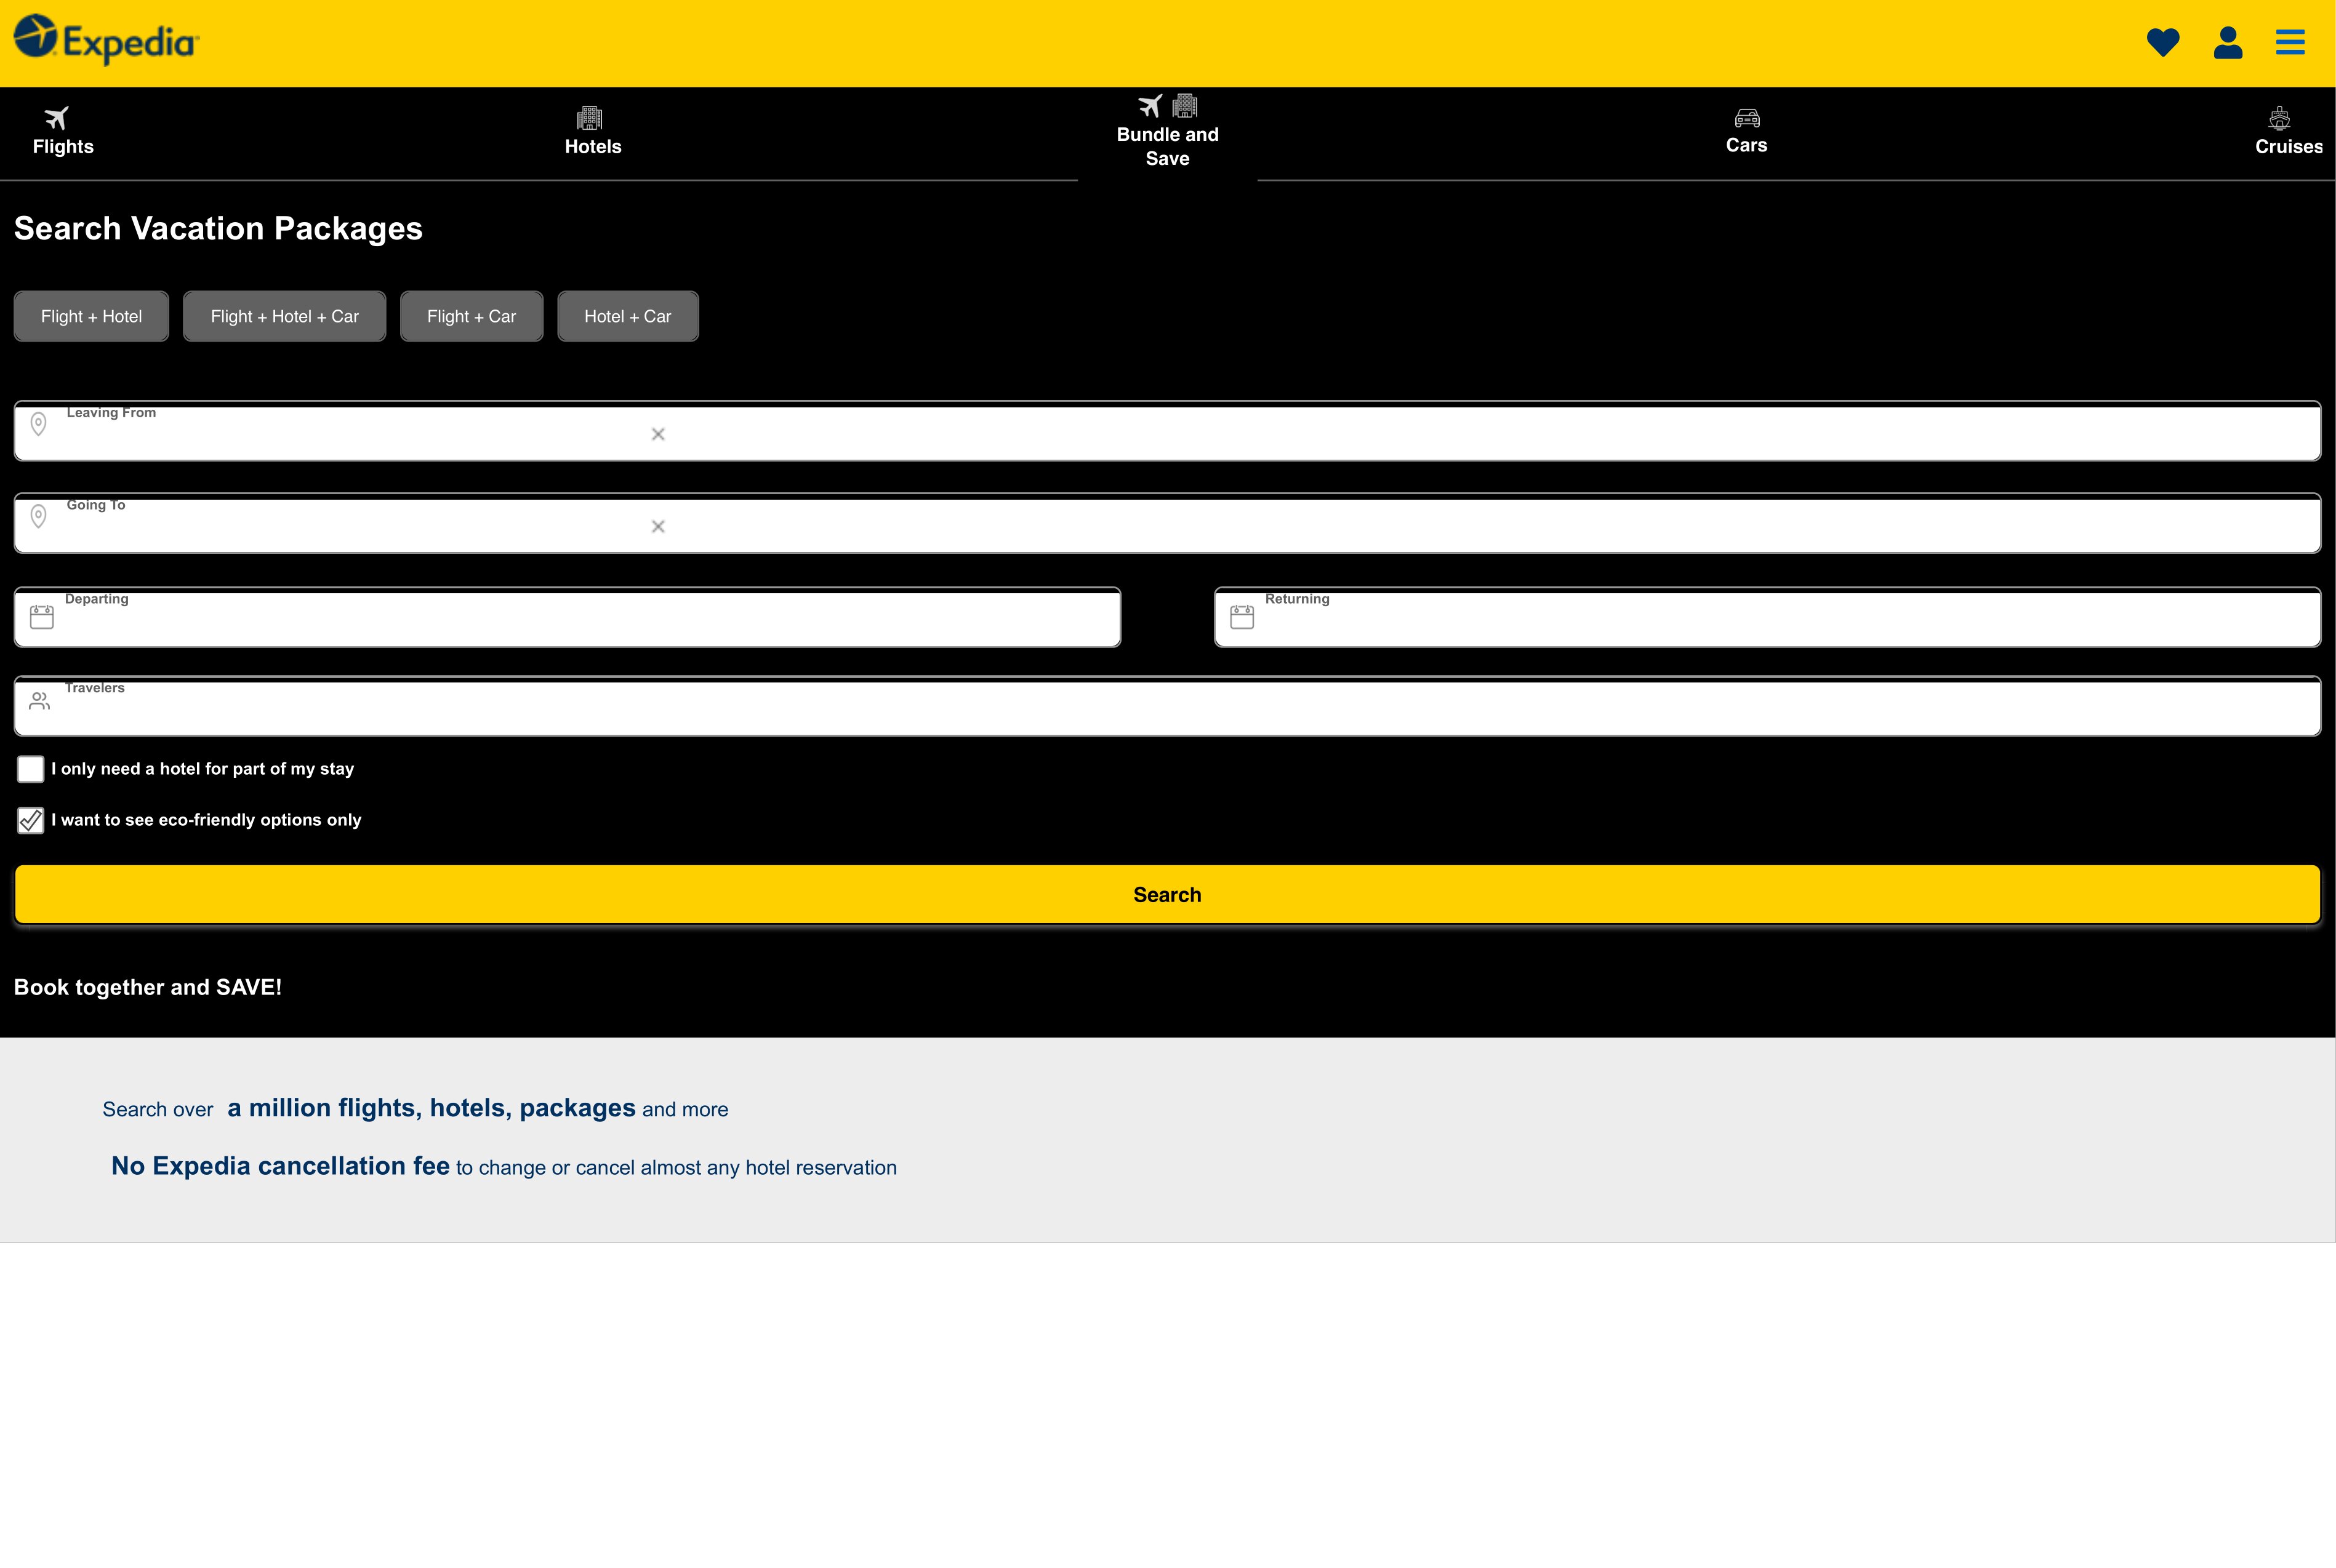 Expedia
Flights
Hotels
Bundle and
Save
Cars
Cruises
Search Vacation Packages
Flight + Hotel
Flight + Hotel + Car
Flight + Car
Hotel + Car
Leaving From
Going To
Departing
Returning
Travelers
I only need a hotel for part of my stay
I want to see eco-friendly options only
Search
Book together and SAVE!
Search over a million flights, hotels, packages and more
No Expedia cancellation fee to change or cancel almost any hotel reservation